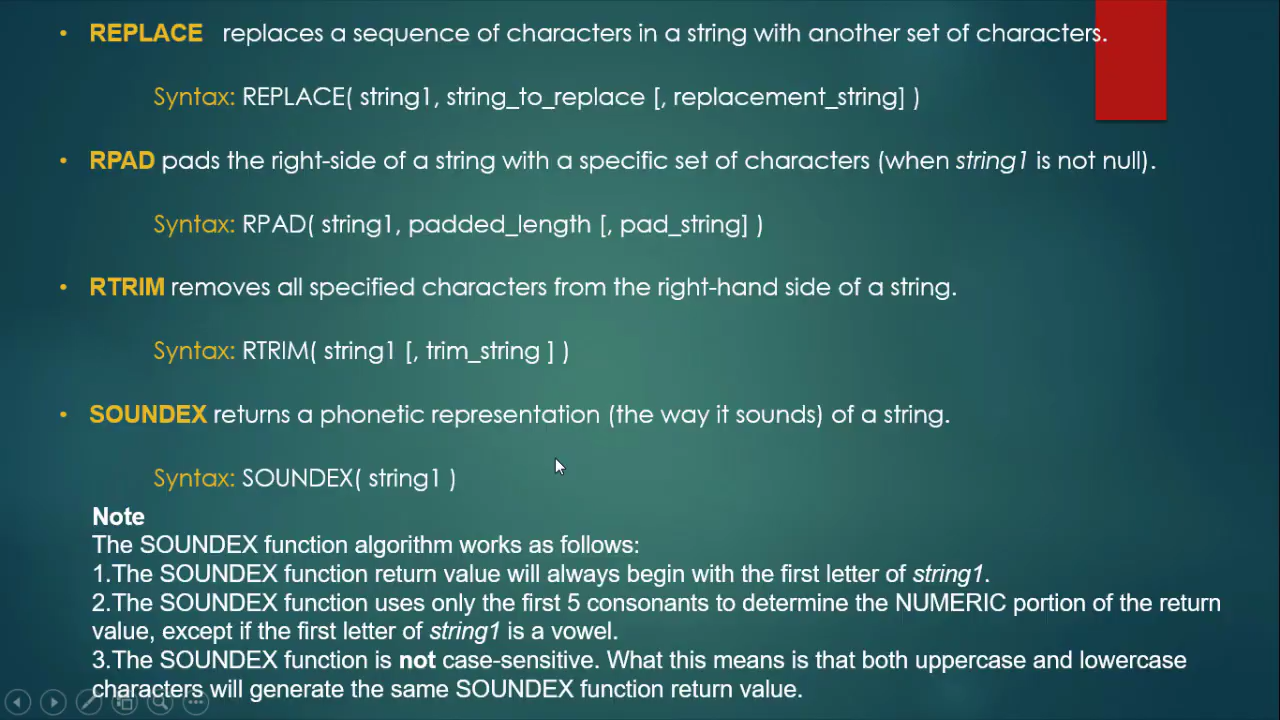 • REPLACE replaces a sequence of characters in a string with another set of characters.
Syntax: REPLACE( string1, string_to_replace [, replacement_string] )
• RPAD pads the right-side of a string with a specific set of characters (when string1 is not null).
Syntax: RPAD( string1, padded_length [, pad_string] )
• RTRIM removes all specified characters from the right-hand side of a string.
Syntax: RTRIM( string1 [, trim_string ] )
• SOUNDEX returns a phonetic representation (the way it sounds) of a string.
Syntax: SOUNDEX( string1 )
Note
The SOUNDEX function algorithm works as follows:
1.The SOUNDEX function return value will always begin with the first letter of string1.
2.The SOUNDEX function uses only the first 5 consonants to determine the NUMERIC portion of the return
value, except if the first letter of string1 is a vowel.
3.The SOUNDEX function is not case-sensitive. What this means is that both uppercase and lowercase
characters will generate the same SOUNDEX function return value.